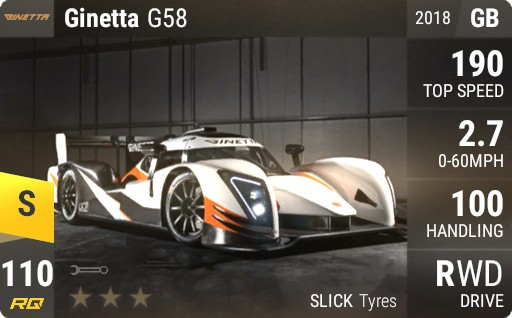 GINETTA
Ginetta G58
2018 GB
190
TOP SPEED
2.7
0-60MPH
100
HANDLING
RWD
DRIVE
S
110
RQ
SLICK Tyres
GINETTA